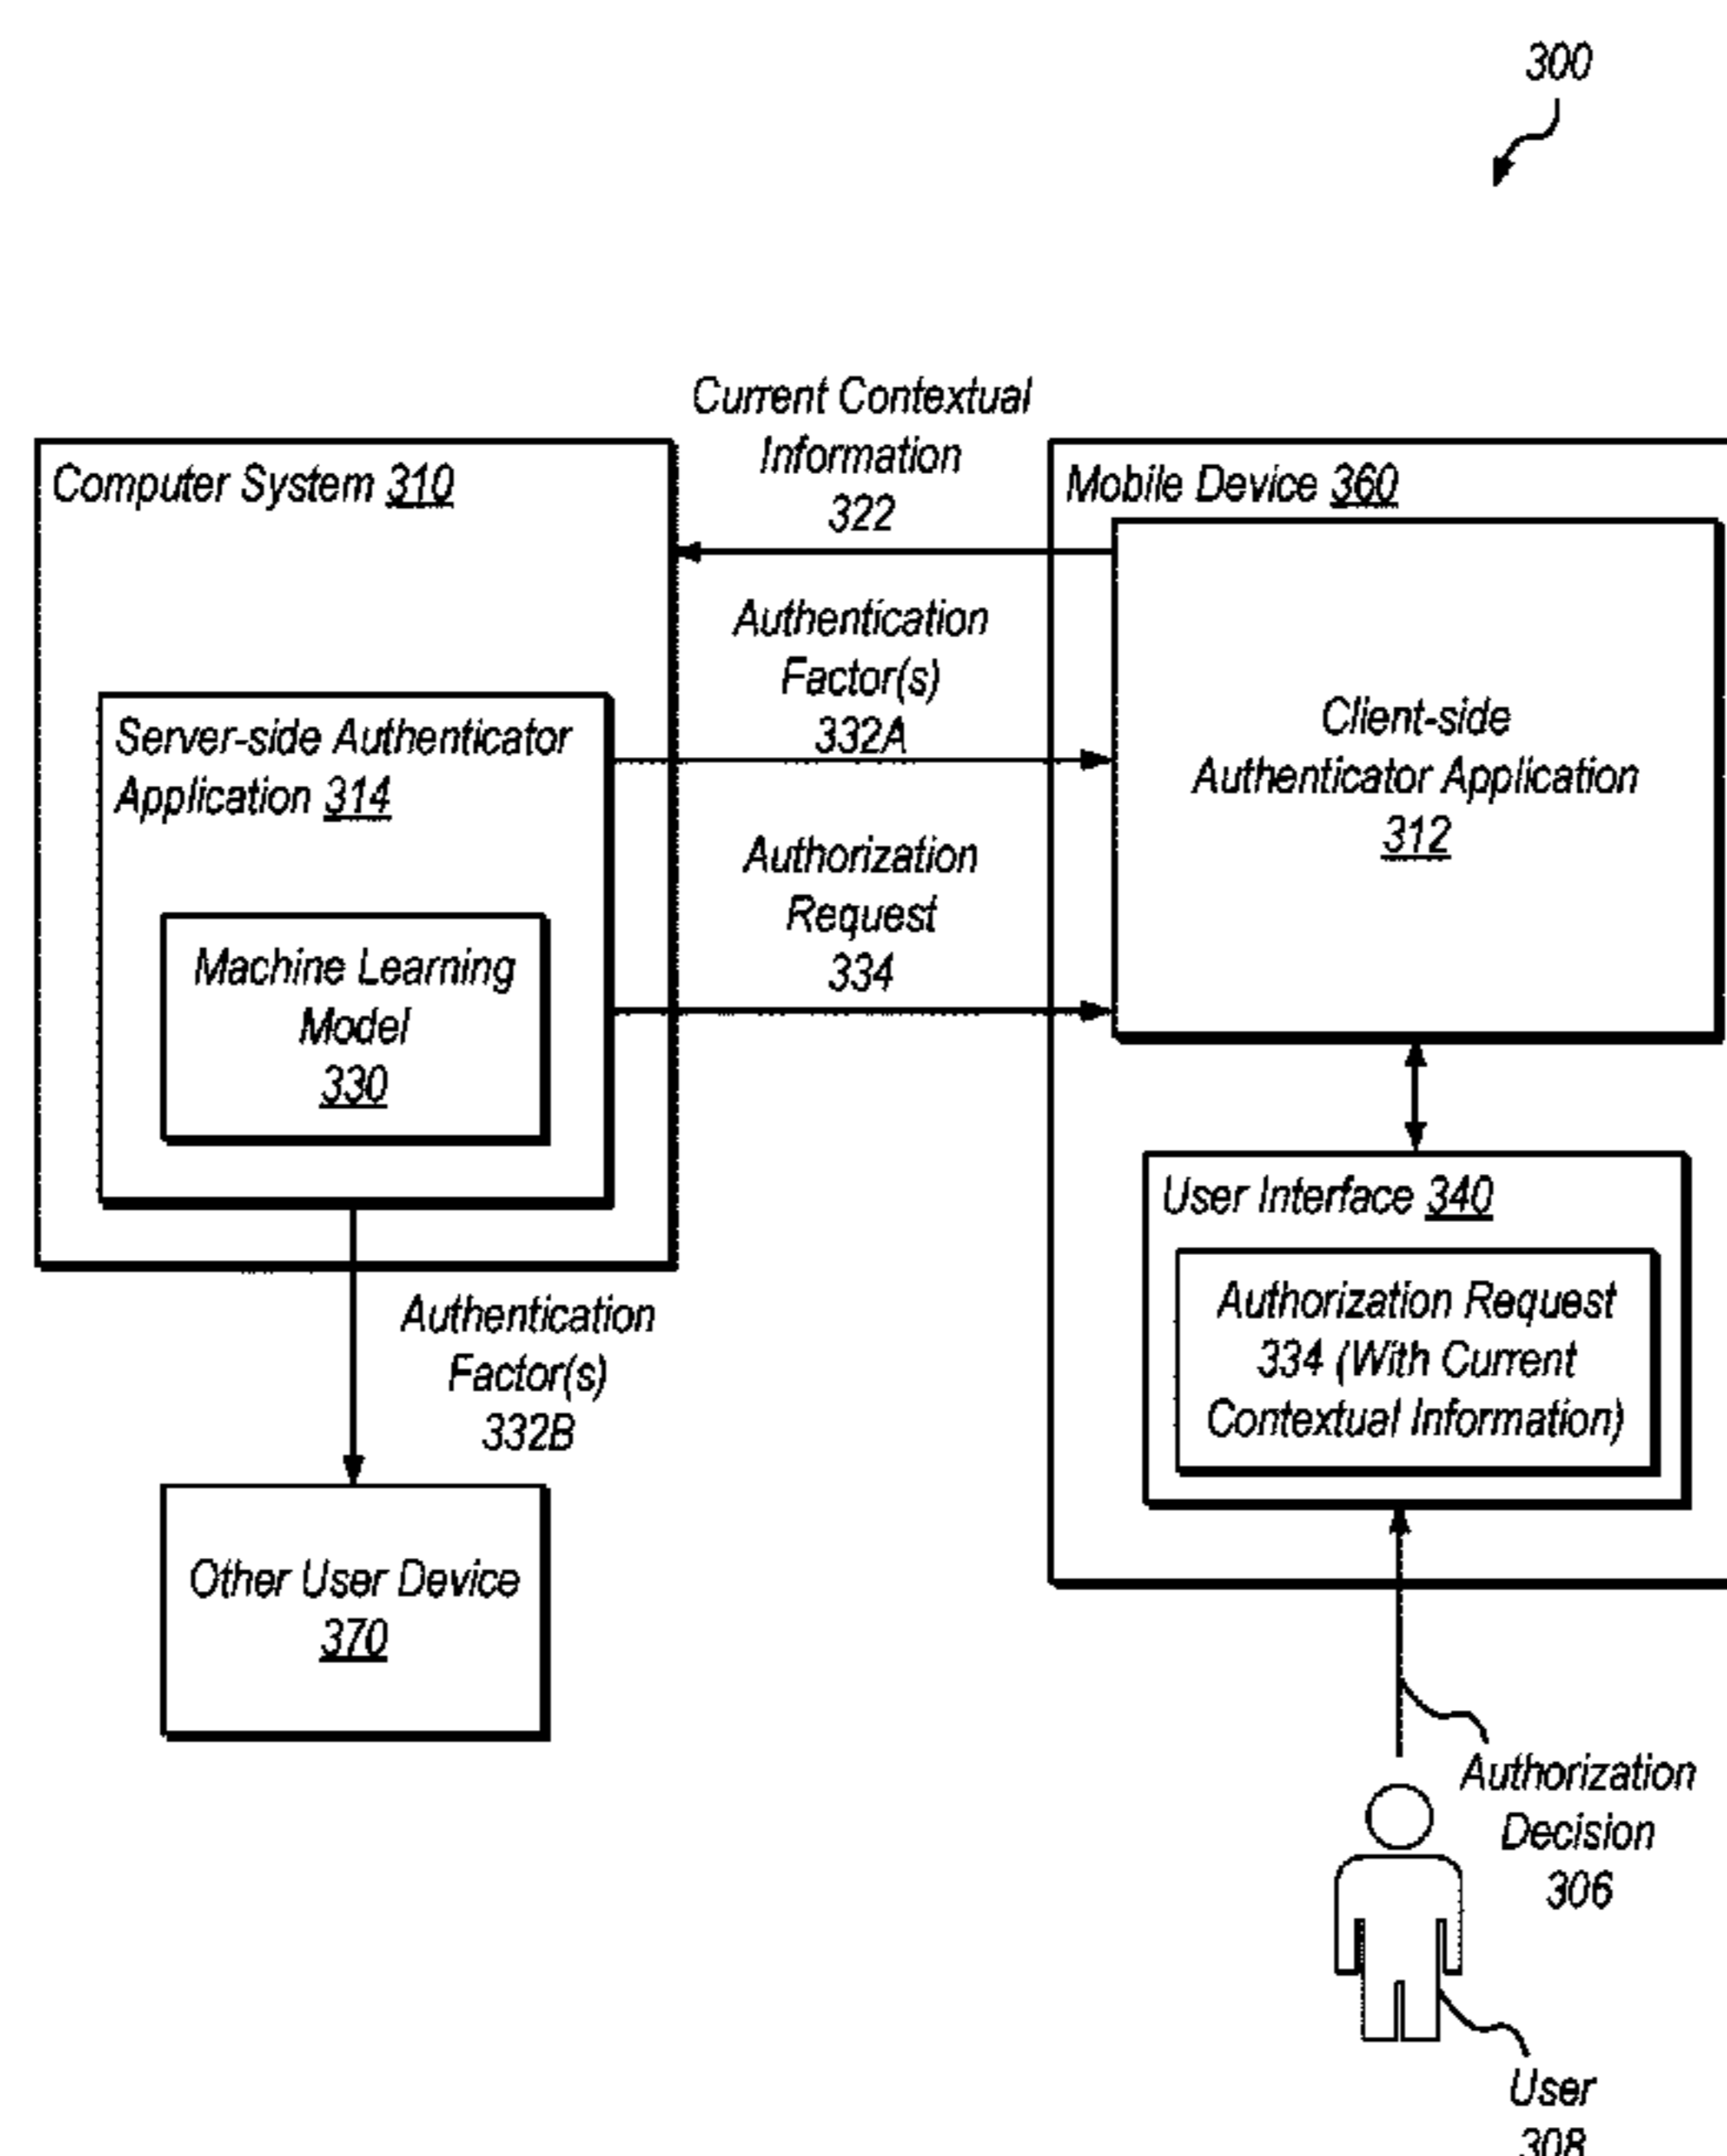 300
Current Contextual
Information
322
Computer System 310
Mobile Device 360
Authentication
Factor(s)
332A
Server-side Authenticator
Application 314
Client-side
Authenticator Application
312
Authorization
Request
334
Machine Learning
Model
330
User Interface 340
Authorization Request
334 (With Current
Contextual Information)
Authentication
Factor(s)
332B
Other User Device
370
Authorization
Decision
306
User
308